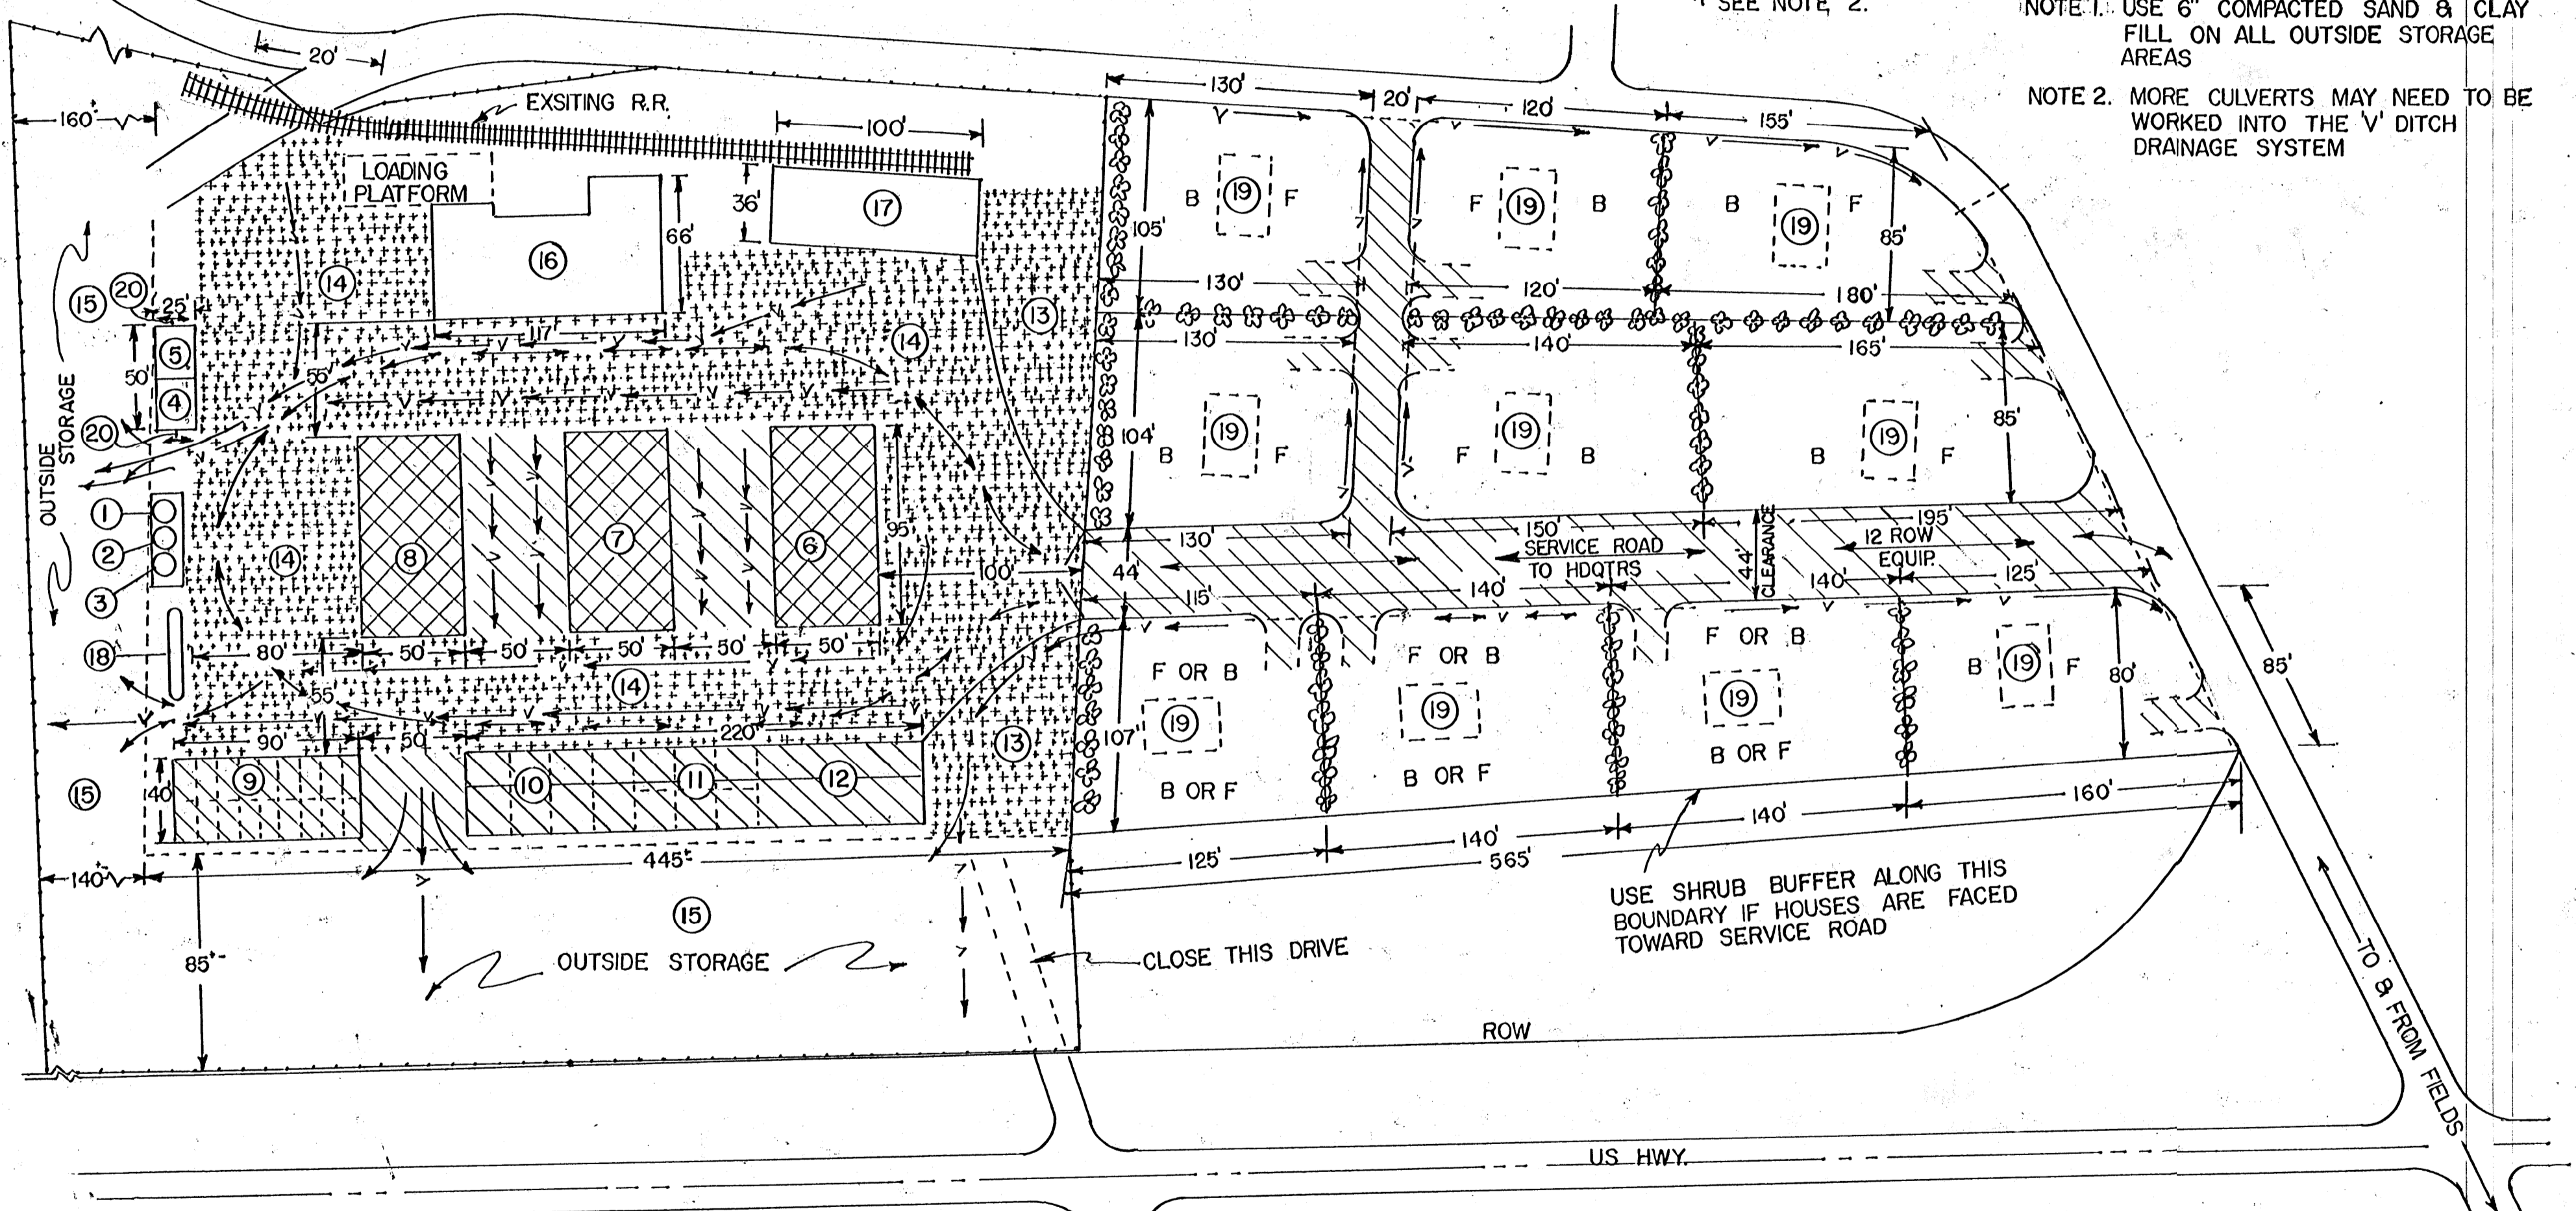 SEE NOTE 2.
NOTE 1. USE 6" COMPACTED SAND & CLAY
FILL ON ALL OUTSIDE STORAGE
AREAS
NOTE 2. MORE CULVERTS MAY NEED TO BE
WORKED INTO THE 'V' DITCH
DRAINAGE SYSTEM
20'
160'±
EXSITING R.R.
100'
130'
20'
120'
155'
LOADING
PLATFORM
36'
17
66'
16
14
B 19 F
F 19 B
B 19 F
105'
85'
OUTSIDE
STORAGE
15
20
25'
5
4
50'
20
117'
55'
14
13
130'
120'
180'
130'
140'
165'
104'
B 19 F
F 19 B
B 19 F
85'
1
2
3
18
14
8
7
6
95'
100'
130'
150'
195'
44'
SERVICE ROAD
TO HDQTRS
44'
CLEARANCE
12 ROW
EQUIP.
115'
140'
140'
125'
80'
50'
50'
50'
50'
50'
55'
14
90'
50'
220'
13
F OR B
19
B OR F
F OR B
19
B OR F
F OR B
19
B OR F
B 19 F
80'
85'
107'
15
40'
9
10
11
12
140'±
445'±
125'
140'
140'
160'
565'
85'±
15
OUTSIDE STORAGE
CLOSE THIS DRIVE
USE SHRUB BUFFER ALONG THIS
BOUNDARY IF HOUSES ARE FACED
TOWARD SERVICE ROAD
ROW
TO & FROM FIELDS
US HWY.